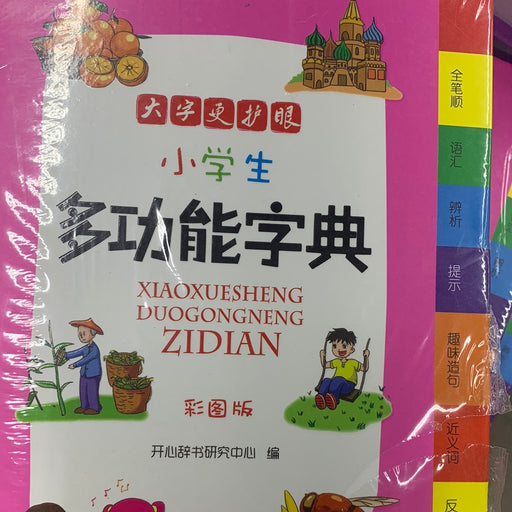 大字更护眼
小学生
多功能字典
XIAOXUESHENG
DUOGONGNENG
ZIDIAN
彩图版
开心辞书研究中心 编
全笔顺
语汇
辨析
提示
趣味造句
近义词
反